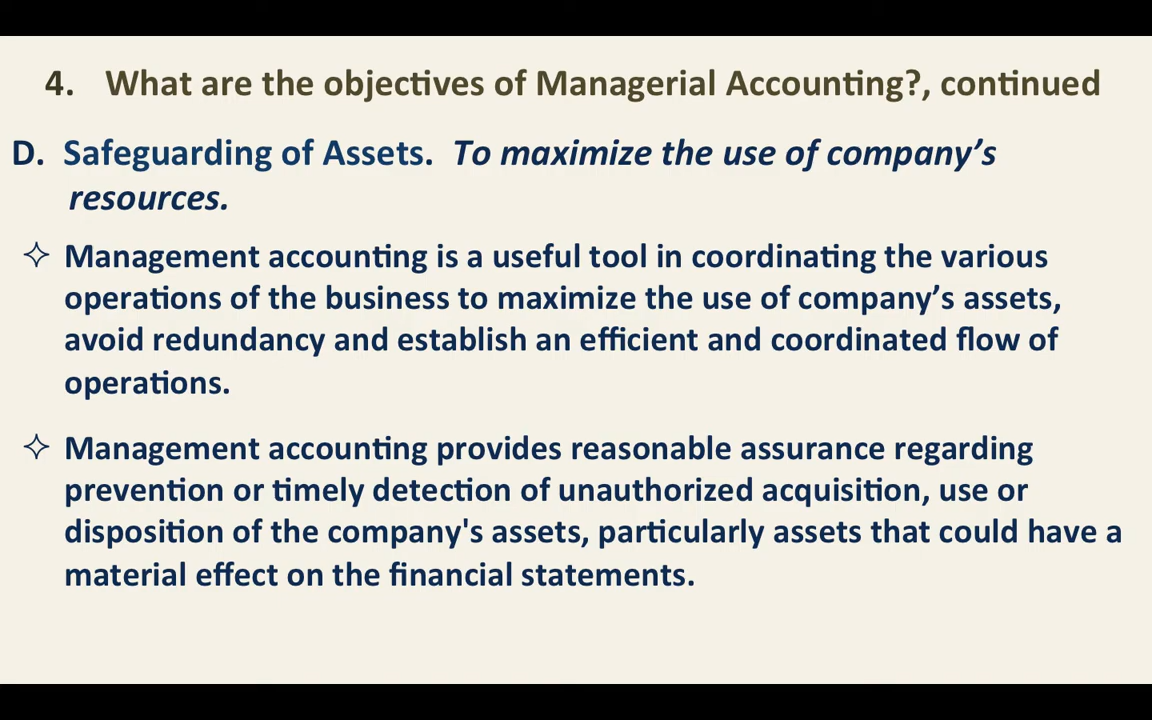 4. What are the objectives of Managerial Accounting?, continued
D. Safeguarding of Assets. To maximize the use of company’s
resources.
✧ Management accounting is a useful tool in coordinating the various
operations of the business to maximize the use of company’s assets,
avoid redundancy and establish an efficient and coordinated flow of
operations.
✧ Management accounting provides reasonable assurance regarding
prevention or timely detection of unauthorized acquisition, use or
disposition of the company's assets, particularly assets that could have a
material effect on the financial statements.